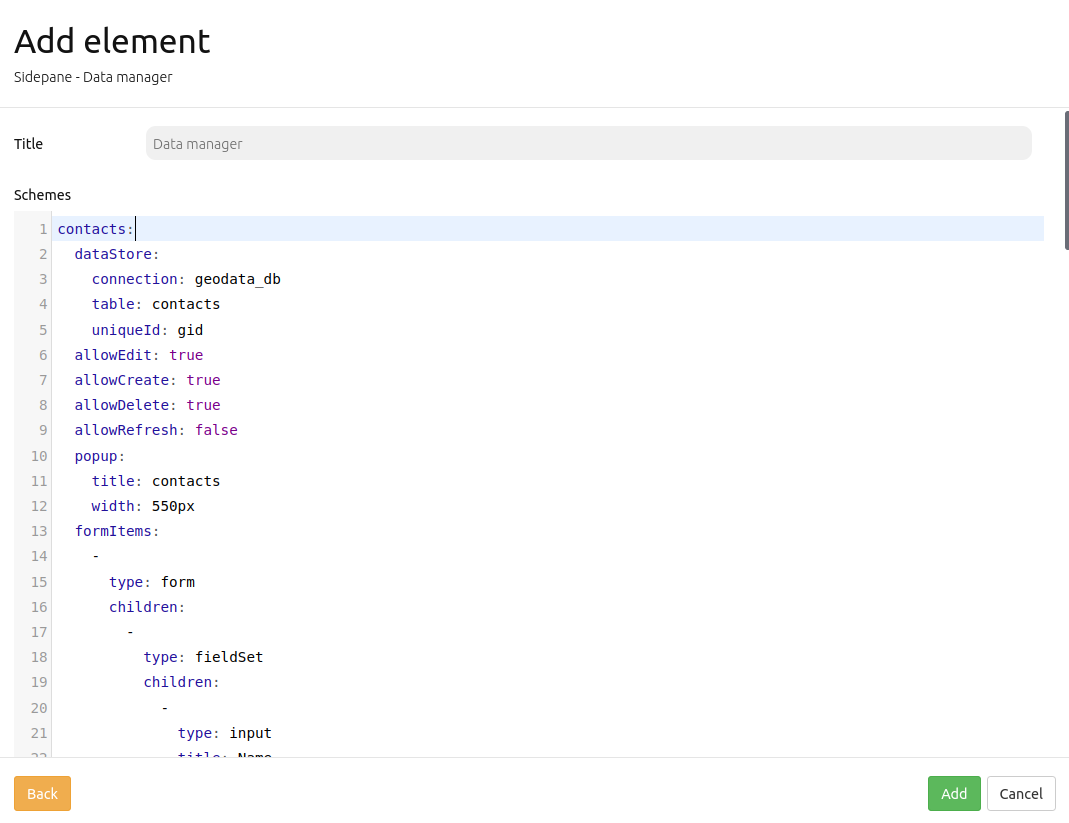 Add element
Sidepane - Data manager
Title
Data manager
Schemes
1 contacts:
2 dataStore:
3 connection: geodata_db
4 table: contacts
5 uniqueId: gid
6 allowEdit: true
7 allowCreate: true
8 allowDelete: true
9 allowRefresh: false
10 popup:
11 title: contacts
12 width: 550px
13 formItems:
14 -
15 type: form
16 children:
17 -
18 type: fieldSet
19 children:
20 -
21 type: input
22 title: Name
Back
Add
Cancel